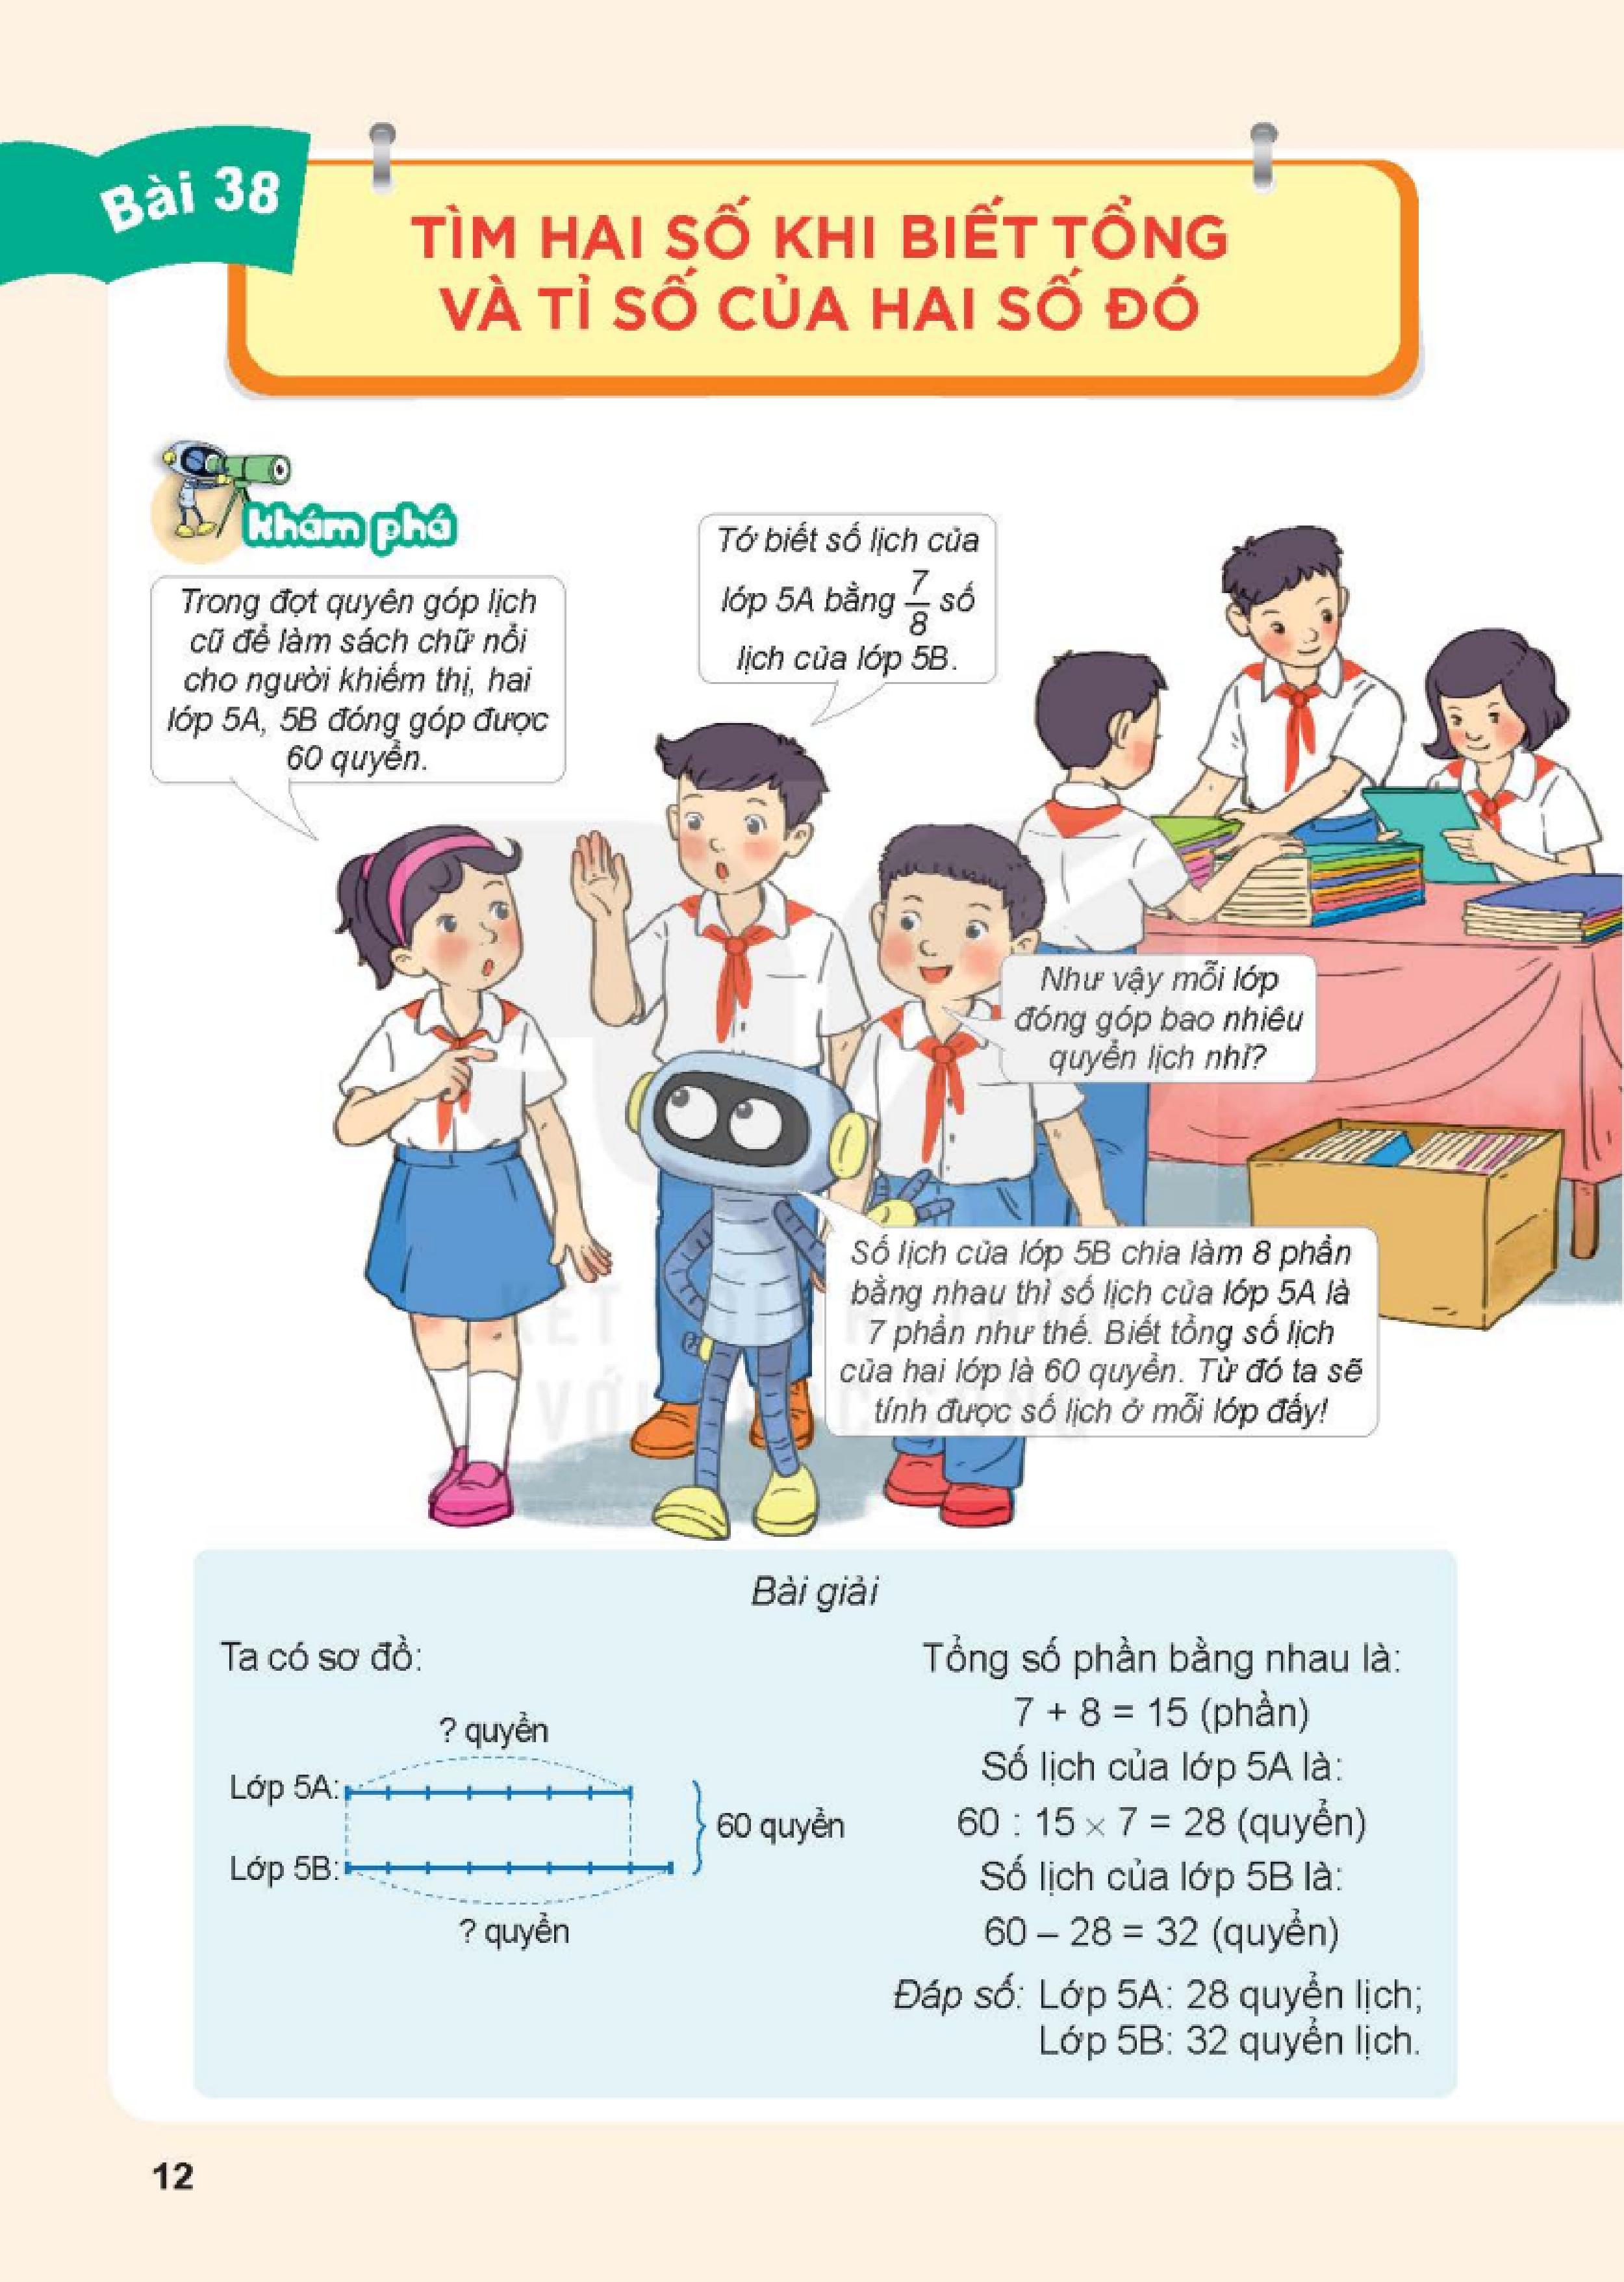 Bài 38
TÌM HAI SỐ KHI BIẾT TỔNG
VÀ TỈ SỐ CỦA HAI SỐ ĐÓ
Khám phá
Trong đợt quyên góp lịch
cũ để làm sách chữ nổi
cho người khiếm thị, hai
lớp 5A, 5B đóng góp được
60 quyển.
Tớ biết số lịch của
lớp 5A bằng 7/8 số
lịch của lớp 5B.
Như vậy mỗi lớp
đóng góp bao nhiêu
quyển lịch nhỉ?
Số lịch của lớp 5B chia làm 8 phần
bằng nhau thì số lịch của lớp 5A là
7 phần như thế. Biết tổng số lịch
của hai lớp là 60 quyển. Từ đó ta sẽ
tính được số lịch ở mỗi lớp đấy!
Bài giải
Ta có sơ đồ:
? quyển
Lớp 5A:
60 quyển
Lớp 5B:
? quyển
Tổng số phần bằng nhau là:
7 + 8 = 15 (phần)
Số lịch của lớp 5A là:
60 : 15 × 7 = 28 (quyển)
Số lịch của lớp 5B là:
60 – 28 = 32 (quyển)
Đáp số: Lớp 5A: 28 quyển lịch;
Lớp 5B: 32 quyển lịch.
12